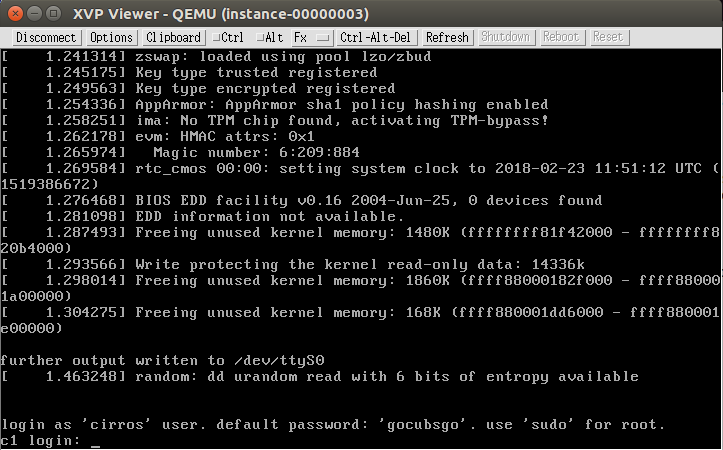 XVP Viewer - QEMU (instance-00000003)
Disconnect Options Clipboard Ctrl Alt Fx Ctrl-Alt-Del Refresh Shutdown Reboot Reset
[    1.241314] zswap: loaded using pool lzo/zbud
[    1.245175] Key type trusted registered
[    1.249563] Key type encrypted registered
[    1.254336] AppArmor: AppArmor sha1 policy hashing enabled
[    1.258251] ima: No TPM chip found, activating TPM-bypass!
[    1.262178] evm: HMAC attrs: 0x1
[    1.265974]   Magic number: 6:209:884
[    1.269584] rtc_cmos 00:00: setting system clock to 2018-02-23 11:51:12 UTC (
1519386672)
[    1.276468] BIOS EDD facility v0.16 2004-Jun-25, 0 devices found
[    1.281098] EDD information not available.
[    1.287493] Freeing unused kernel memory: 1480K (ffffffff81f42000 - ffffffff8
20b4000)
[    1.293566] Write protecting the kernel read-only data: 14336k
[    1.298014] Freeing unused kernel memory: 1860K (ffff88000182f000 - ffff88000
1a00000)
[    1.304275] Freeing unused kernel memory: 168K (ffff880001dd6000 - ffff880001
e00000)
further output written to /dev/ttyS0
[    1.463248] random: dd urandom read with 6 bits of entropy available
login as 'cirros' user. default password: 'gocubsgo'. use 'sudo' for root.
c1 login: _